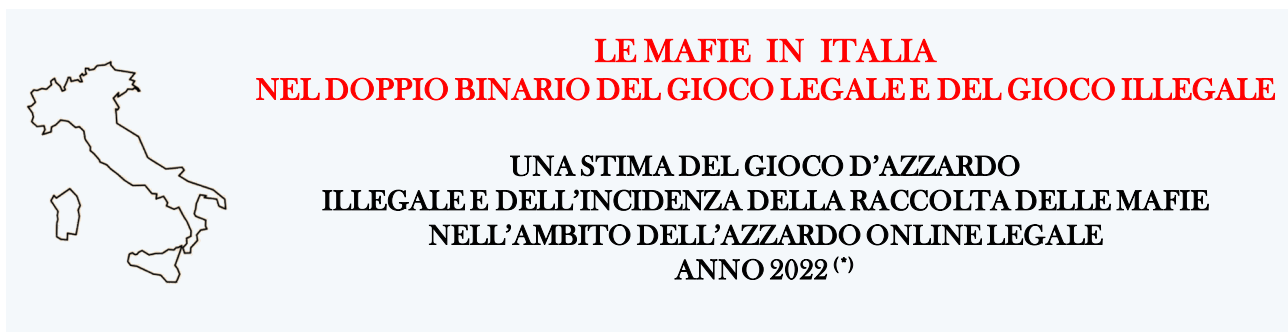 LE MAFIE IN ITALIA
NEL DOPPIO BINARIO DEL GIOCO LEGALE E DEL GIOCO ILLEGALE
UNA STIMA DEL GIOCO D'AZZARDO
ILLEGALE E DELL'INCIDENZA DELLA RACCOLTA DELLE MAFIE
NELL'AMBITO DELL'AZZARDO ONLINE LEGALE
ANNO 2022 (*)